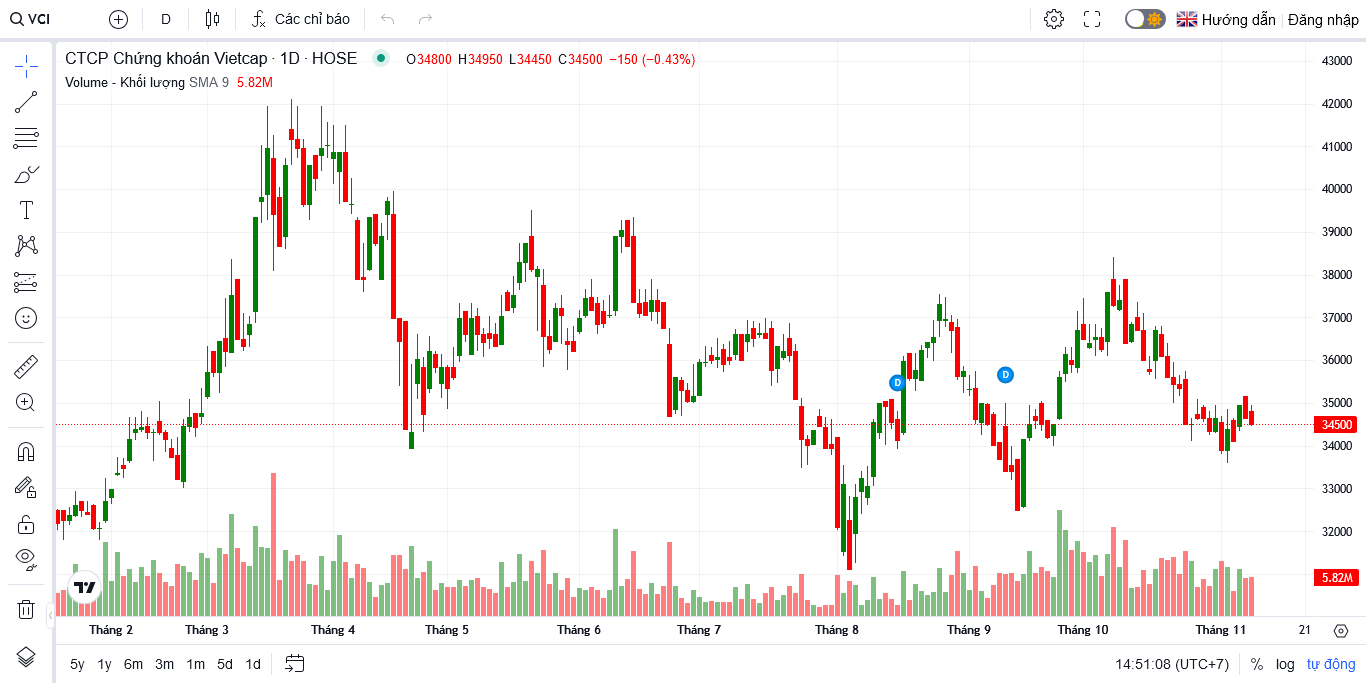 VCI D Các chỉ báo Hướng dẫn Đăng nhập
CTCP Chứng khoán Vietcap · 1D · HOSE O34800 H34950 L34450 C34500 −150 (−0.43%)
Volume - Khối lượng SMA 9 5.82M
43000
42000
41000
40000
39000
38000
37000
36000
35000
34500
34000
33000
32000
5.82M
D
D
Tháng 2 Tháng 3 Tháng 4 Tháng 5 Tháng 6 Tháng 7 Tháng 8 Tháng 9 Tháng 10 Tháng 11 21
5y 1y 6m 3m 1m 5d 1d 14:51:08 (UTC+7) % log tự động